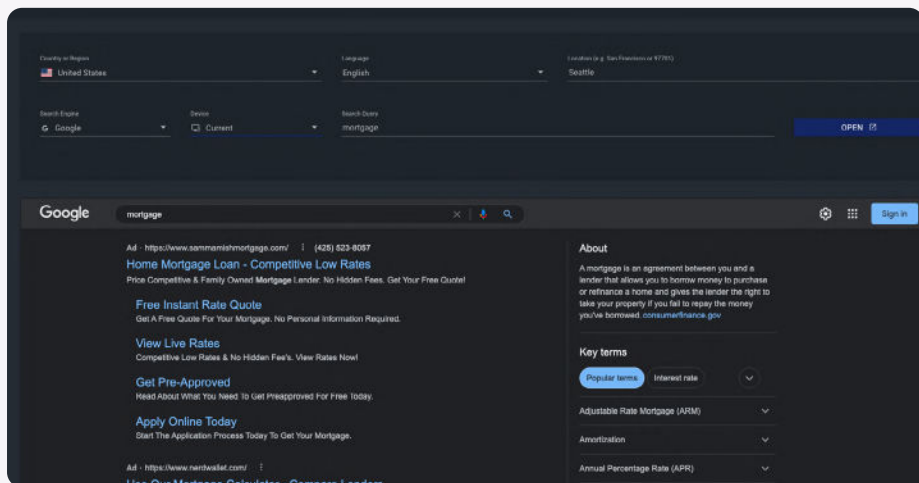 Country or Region
Language
Location (e.g. San Francisco or 97701)
United States
English
Seattle
Search Engine
Device
Search Query
G Google
Current
mortgage
OPEN
Google
mortgage
Sign in
Ad · https://www.sammamishmortgage.com/ (425) 523-8057
Home Mortgage Loan - Competitive Low Rates
Price Competitive & Family Owned Mortgage Lender. No Hidden Fees. Get Your Free Quote!
Free Instant Rate Quote
Get A Free Quote For Your Mortgage. No Personal Information Required.
View Live Rates
Competitive Low Rates & No Hidden Fee's. View Rates Now!
Get Pre-Approved
Read About What You Need To Get Preapproved For Free Today.
Apply Online Today
Start The Application Process Today To Get Your Mortgage.
Ad · https://www.nerdwallet.com/
Use Our Mortgage Calculator - Compare Lenders
About
A mortgage is an agreement between you and a
lender that allows you to borrow money to purchase
or refinance a home and gives the lender the right to
take your property if you fail to repay the money
you've borrowed. consumerfinance.gov
Key terms
Popular terms
Interest rate
Adjustable Rate Mortgage (ARM)
Amortization
Annual Percentage Rate (APR)